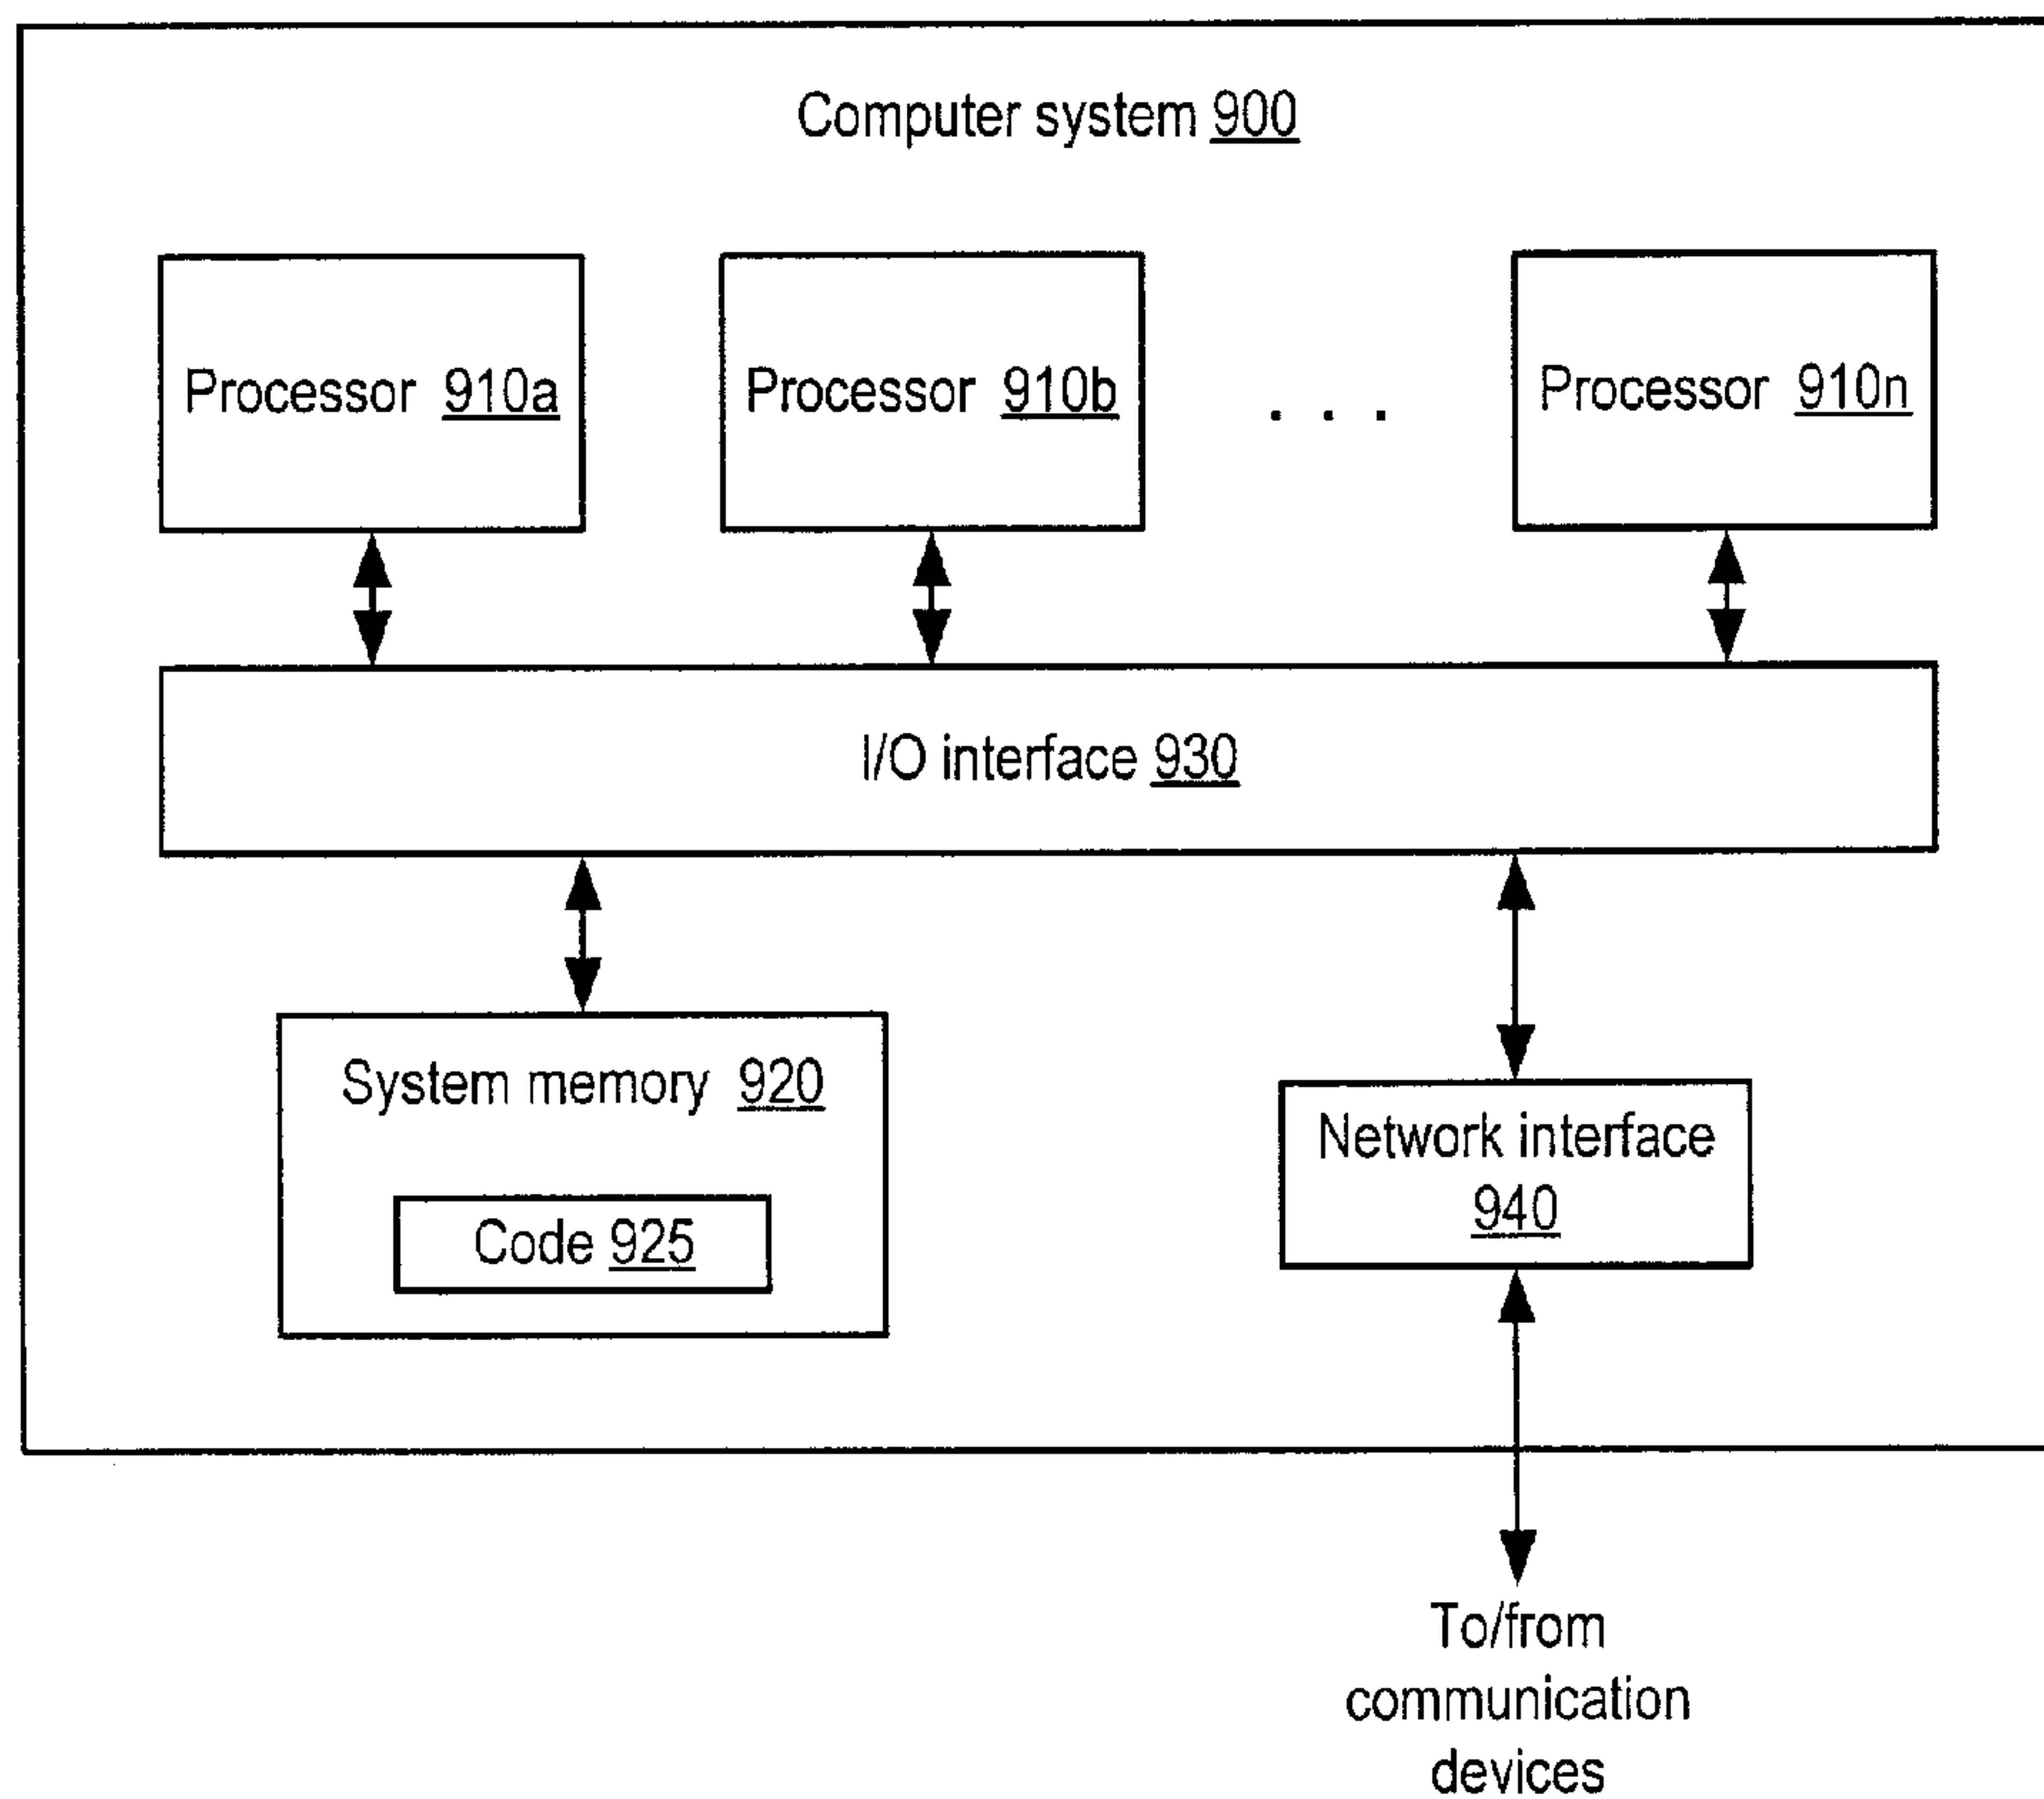 Computer system 900
Processor 910a
Processor 910b
. . .
Processor 910n
I/O interface 930
System memory 920
Code 925
Network interface
940
To/from
communication
devices